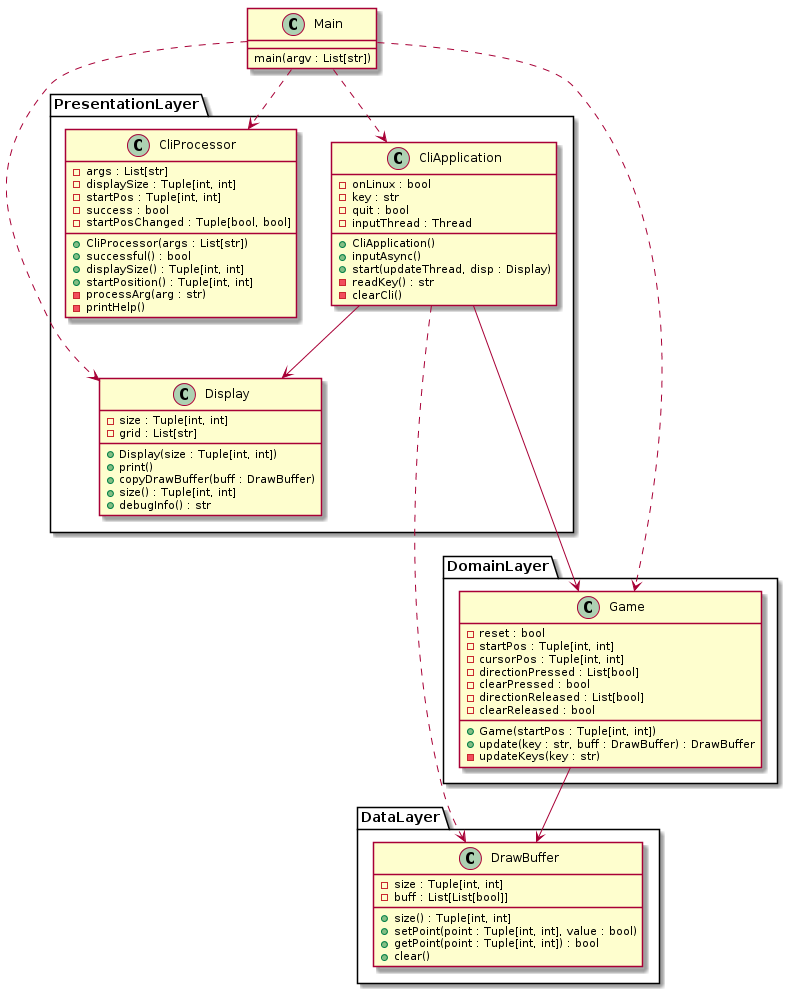 C Main
main(argv : List[str])
PresentationLayer
C CliProcessor
args : List[str]
displaySize : Tuple[int, int]
startPos : Tuple[int, int]
success : bool
startPosChanged : Tuple[bool, bool]
CliProcessor(args : List[str])
successful() : bool
displaySize() : Tuple[int, int]
startPosition() : Tuple[int, int]
processArg(arg : str)
printHelp()
C CliApplication
onLinux : bool
key : str
quit : bool
inputThread : Thread
CliApplication()
inputAsync()
start(updateThread, disp : Display)
readKey() : str
clearCli()
C Display
size : Tuple[int, int]
grid : List[str]
Display(size : Tuple[int, int])
print()
copyDrawBuffer(buff : DrawBuffer)
size() : Tuple[int, int]
debugInfo() : str
DomainLayer
C Game
reset : bool
startPos : Tuple[int, int]
cursorPos : Tuple[int, int]
directionPressed : List[bool]
clearPressed : bool
directionReleased : List[bool]
clearReleased : bool
Game(startPos : Tuple[int, int])
update(key : str, buff : DrawBuffer) : DrawBuffer
updateKeys(key : str)
DataLayer
C DrawBuffer
size : Tuple[int, int]
buff : List[List[bool]]
size() : Tuple[int, int]
setPoint(point : Tuple[int, int], value : bool)
getPoint(point : Tuple[int, int]) : bool
clear()